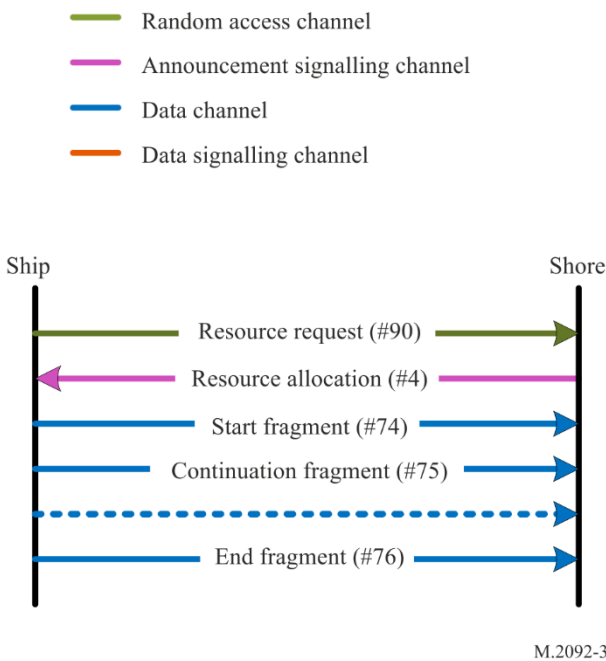 Random access channel
Announcement signalling channel
Data channel
Data signalling channel
Ship
Shore
Resource request (#90)
Resource allocation (#4)
Start fragment (#74)
Continuation fragment (#75)
End fragment (#76)
M.2092-3